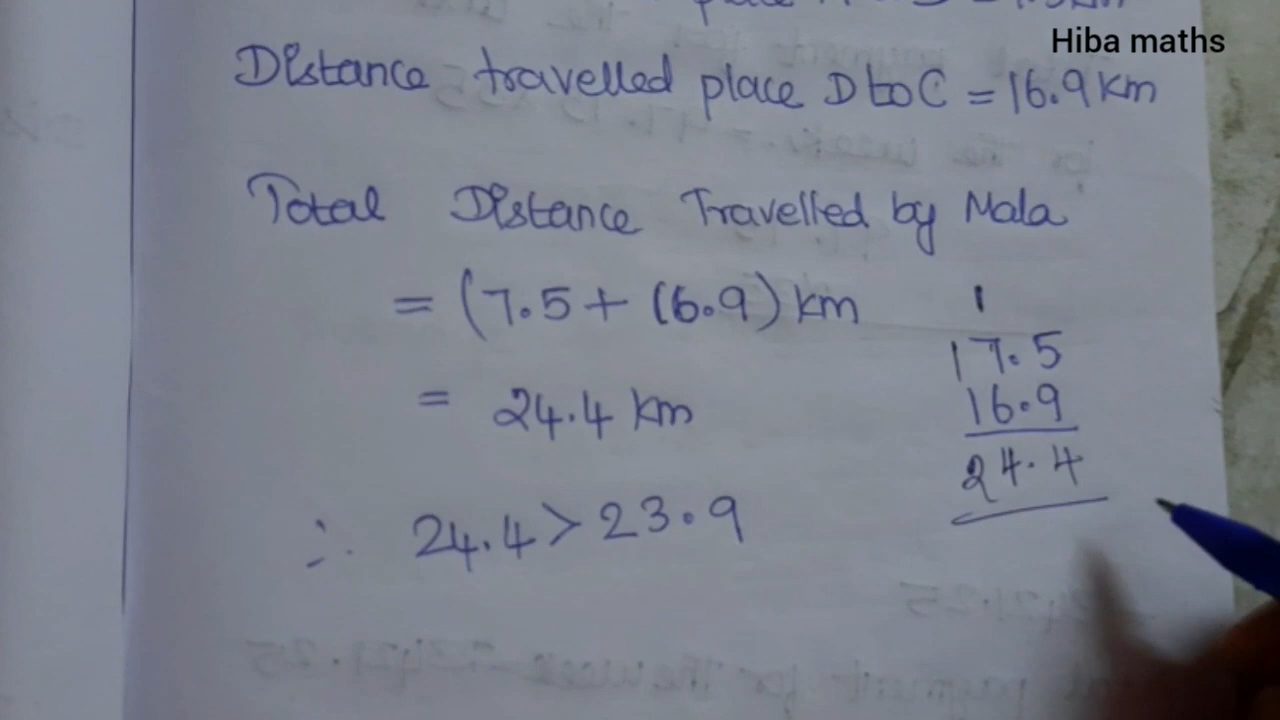 Hiba maths
Distance travelled place D to C = 16.9 km
Total Distance Travelled by Mala
= (7.5 + 16.9) km
1
17.5
16.9
= 24.4 km
24.4
∴ 24.4 > 23.9